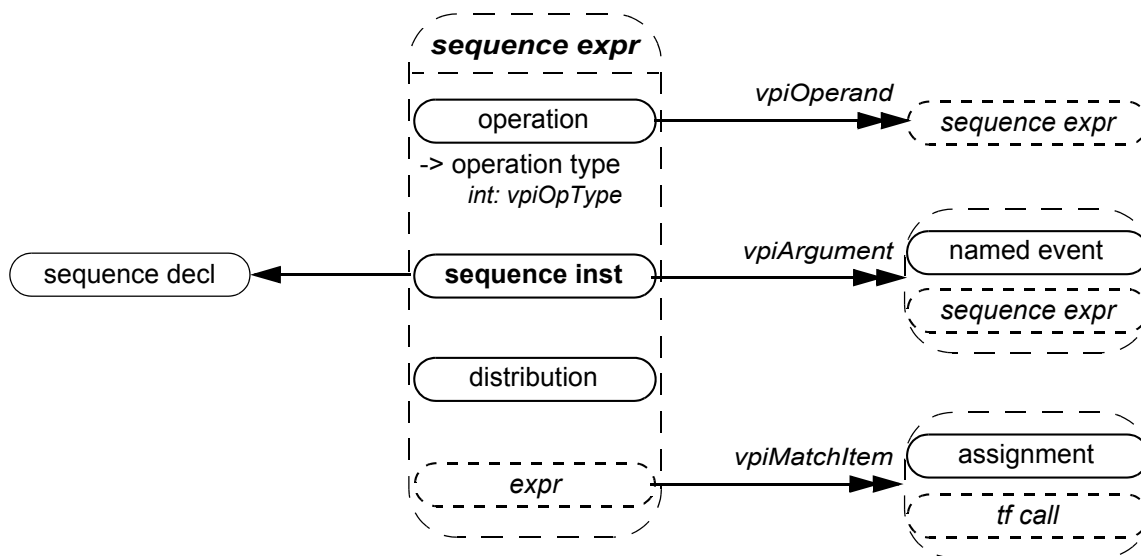 sequence expr
operation
vpiOperand
sequence expr
-> operation type
int: vpiOpType
sequence decl
sequence inst
vpiArgument
named event
sequence expr
distribution
expr
vpiMatchItem
assignment
tf call